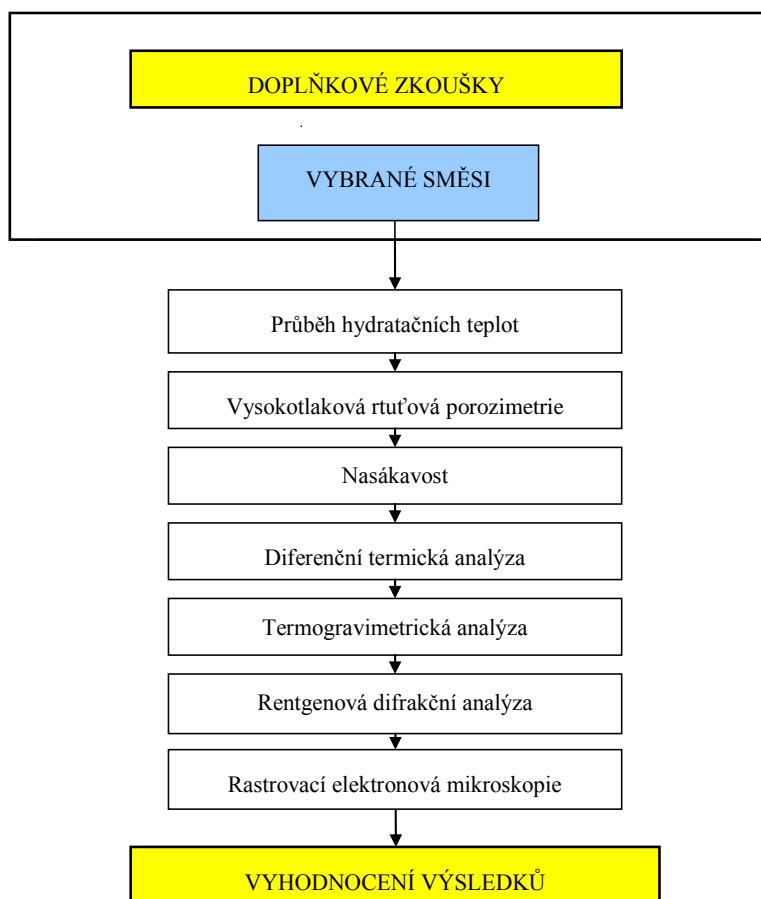 DOPLŇKOVÉ ZKOUŠKY
VYBRANÉ SMĚSI
Průběh hydratačních teplot
Vysokotlaková rtuťová porozimetrie
Nasákavost
Diferenční termická analýza
Termogravimetrická analýza
Rentgenová difrakční analýza
Rastrovací elektronová mikroskopie
VYHODNOCENÍ VÝSLEDKŮ